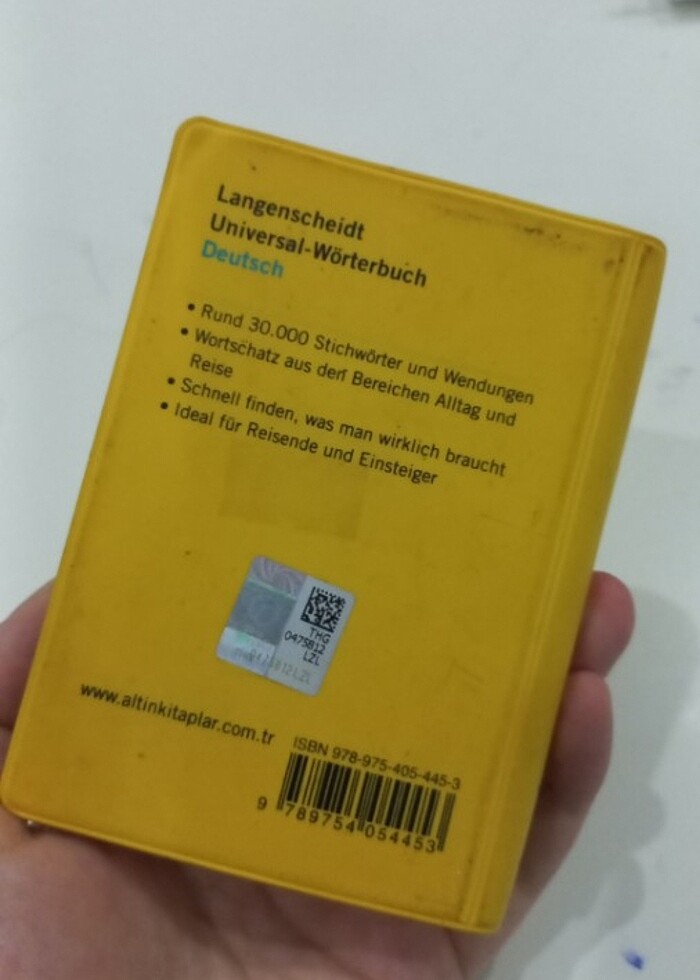 Langenscheidt
Universal-Wörterbuch
Deutsch
• Rund 30.000 Stichwörter und Wendungen
• Wortschatz aus den Bereichen Alltag und
Reise
• Schnell finden, was man wirklich braucht
• Ideal für Reisende und Einsteiger
THG
0475812
LZL
0475812LZL
www.altinkitaplar.com.tr
ISBN 978-975-405-445-3
9 789754 054453